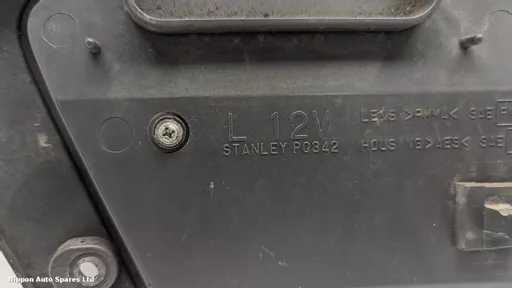 L 12V
STANLEY P0342
LENS >PMMA< SAE
HOUSING >AES< SAE
Nippon Auto Spares Ltd